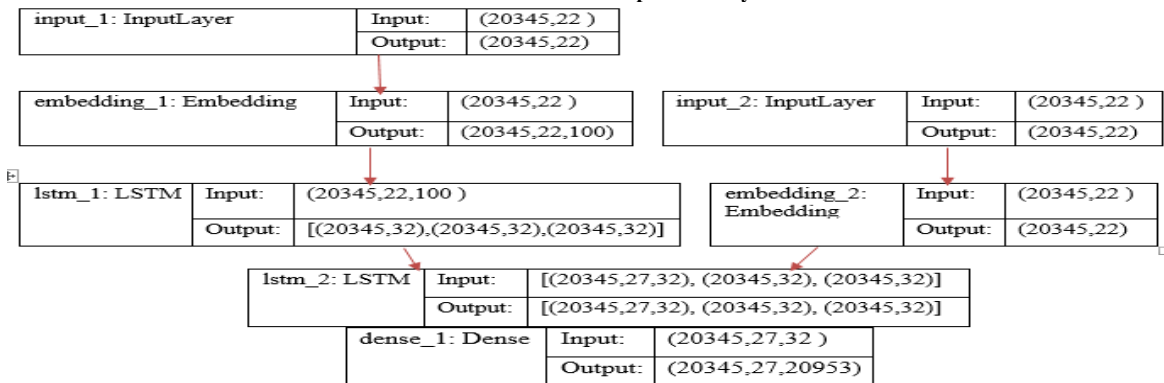 input_1: InputLayer Input: (20345,22 )
Output: (20345,22)
embedding_1: Embedding Input: (20345,22 )
Output: (20345,22,100)
input_2: InputLayer Input: (20345,22 )
Output: (20345,22)
lstm_1: LSTM Input: (20345,22,100 )
Output: [(20345,32),(20345,32),(20345,32)]
embedding_2: Input: (20345,22 )
Embedding
Output: (20345,22)
lstm_2: LSTM Input: [(20345,27,32), (20345,32), (20345,32)]
Output: [(20345,27,32), (20345,32), (20345,32)]
dense_1: Dense Input: (20345,27,32 )
Output: (20345,27,20953)